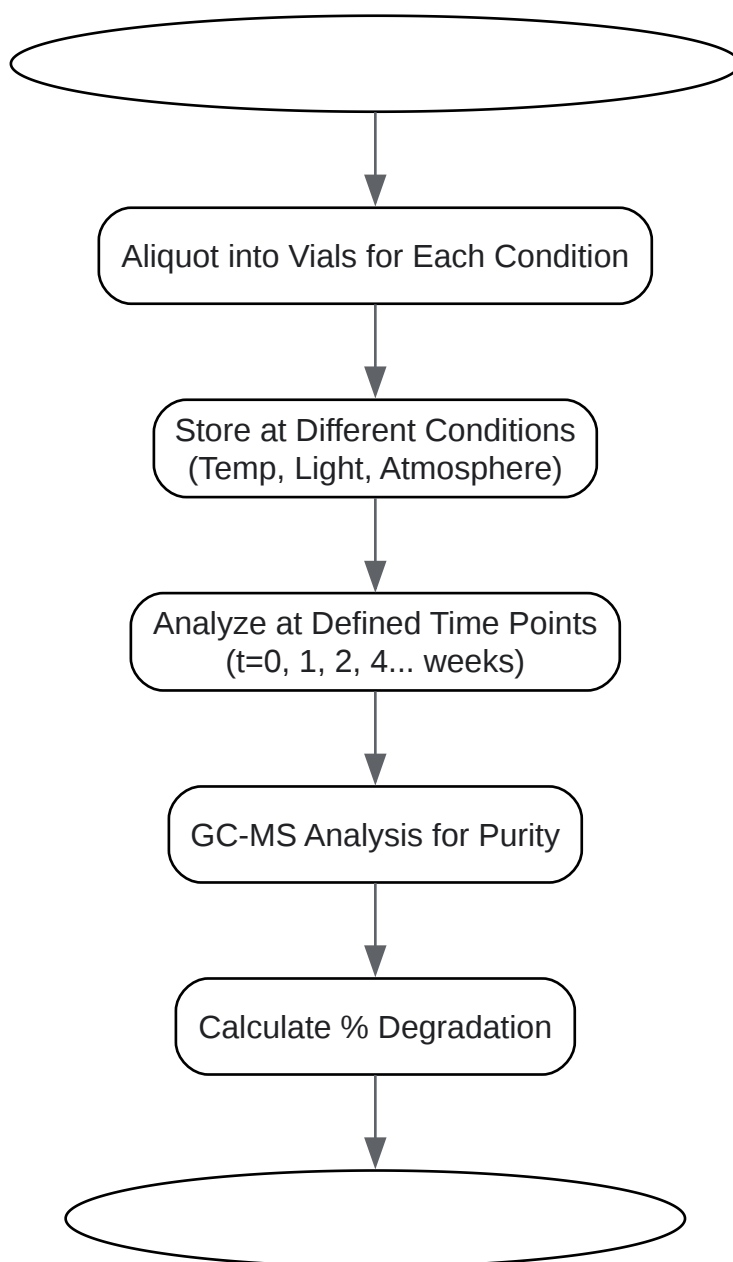 Aliquot into Vials for Each Condition
Store at Different Conditions
(Temp, Light, Atmosphere)
Analyze at Defined Time Points
(t=0, 1, 2, 4... weeks)
GC-MS Analysis for Purity
Calculate % Degradation